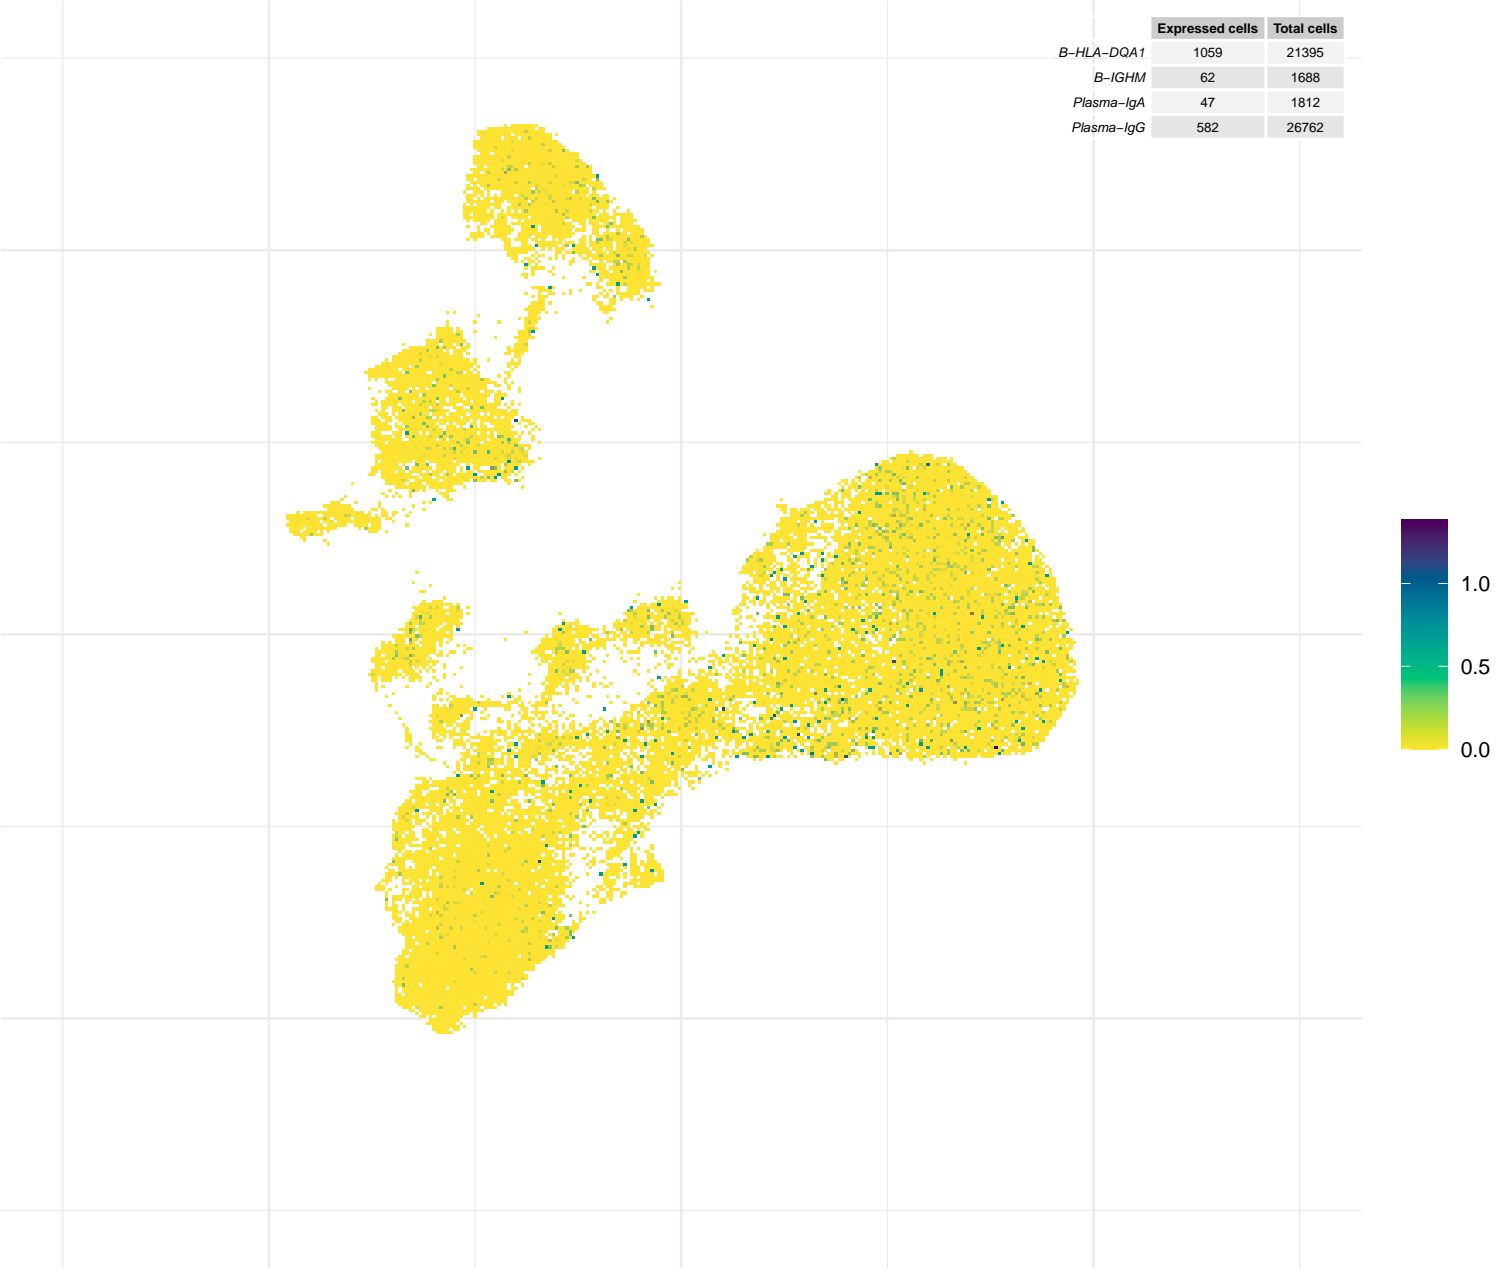 Expressed cells Total cells
B−HLA−DQA1 1059 21395
B−IGHM 62 1688
Plasma−IgA 47 1812
Plasma−IgG 582 26762
1.0
0.5
0.0